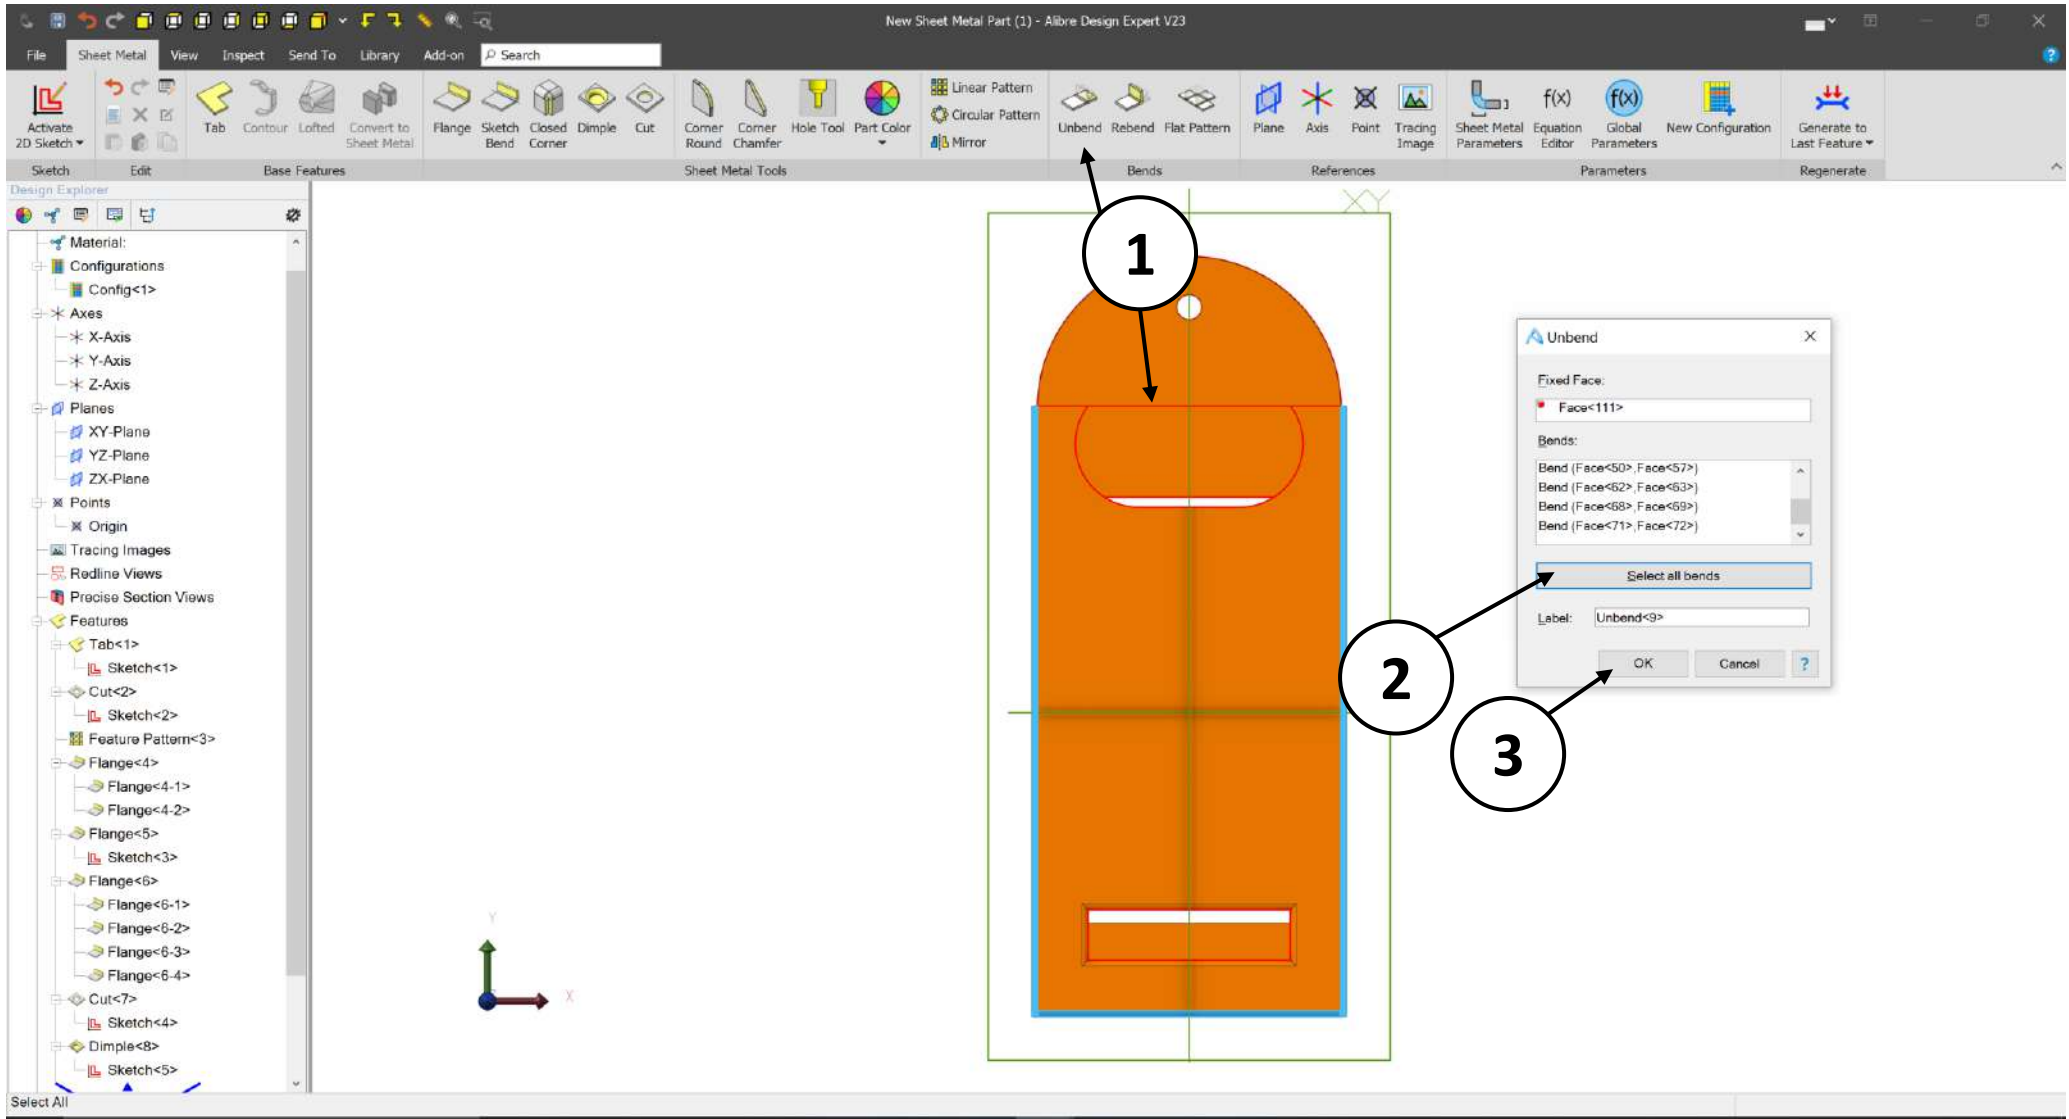 New Sheet Metal Part (1) - Alibre Design Expert V23
File Sheet Metal View Inspect Send To Library Add-on Search
Activate 2D Sketch
Tab Contour Lofted Convert to Sheet Metal
Flange Sketch Bend Closed Corner Dimple Cut
Corner Round Corner Chamfer Hole Tool Part Color
Linear Pattern
Circular Pattern
Mirror
Unbend Rebend Flat Pattern
Plane Axis Point Tracing Image
Sheet Metal Parameters
f(x) Equation Editor
f(x) Global Parameters
New Configuration
Generate to Last Feature
Sketch Edit Base Features Sheet Metal Tools Bends References Parameters Regenerate
Design Explorer
Material:
Configurations
Config<1>
Axes
X-Axis
Y-Axis
Z-Axis
Planes
XY-Plane
YZ-Plane
ZX-Plane
Points
Origin
Tracing Images
Redline Views
Precise Section Views
Features
Tab<1>
Sketch<1>
Cut<2>
Sketch<2>
Feature Pattern<3>
Flange<4>
Flange<4-1>
Flange<4-2>
Flange<5>
Sketch<3>
Flange<6>
Flange<6-1>
Flange<6-2>
Flange<6-3>
Flange<6-4>
Cut<7>
Sketch<4>
Dimple<8>
Sketch<5>
Select All
XY
Y
X
1
2
3
Unbend
Fixed Face:
Face<111>
Bends:
Bend (Face<50>,Face<57>)
Bend (Face<62>,Face<63>)
Bend (Face<68>,Face<69>)
Bend (Face<71>,Face<72>)
Select all bends
Label: Unbend<9>
OK Cancel ?